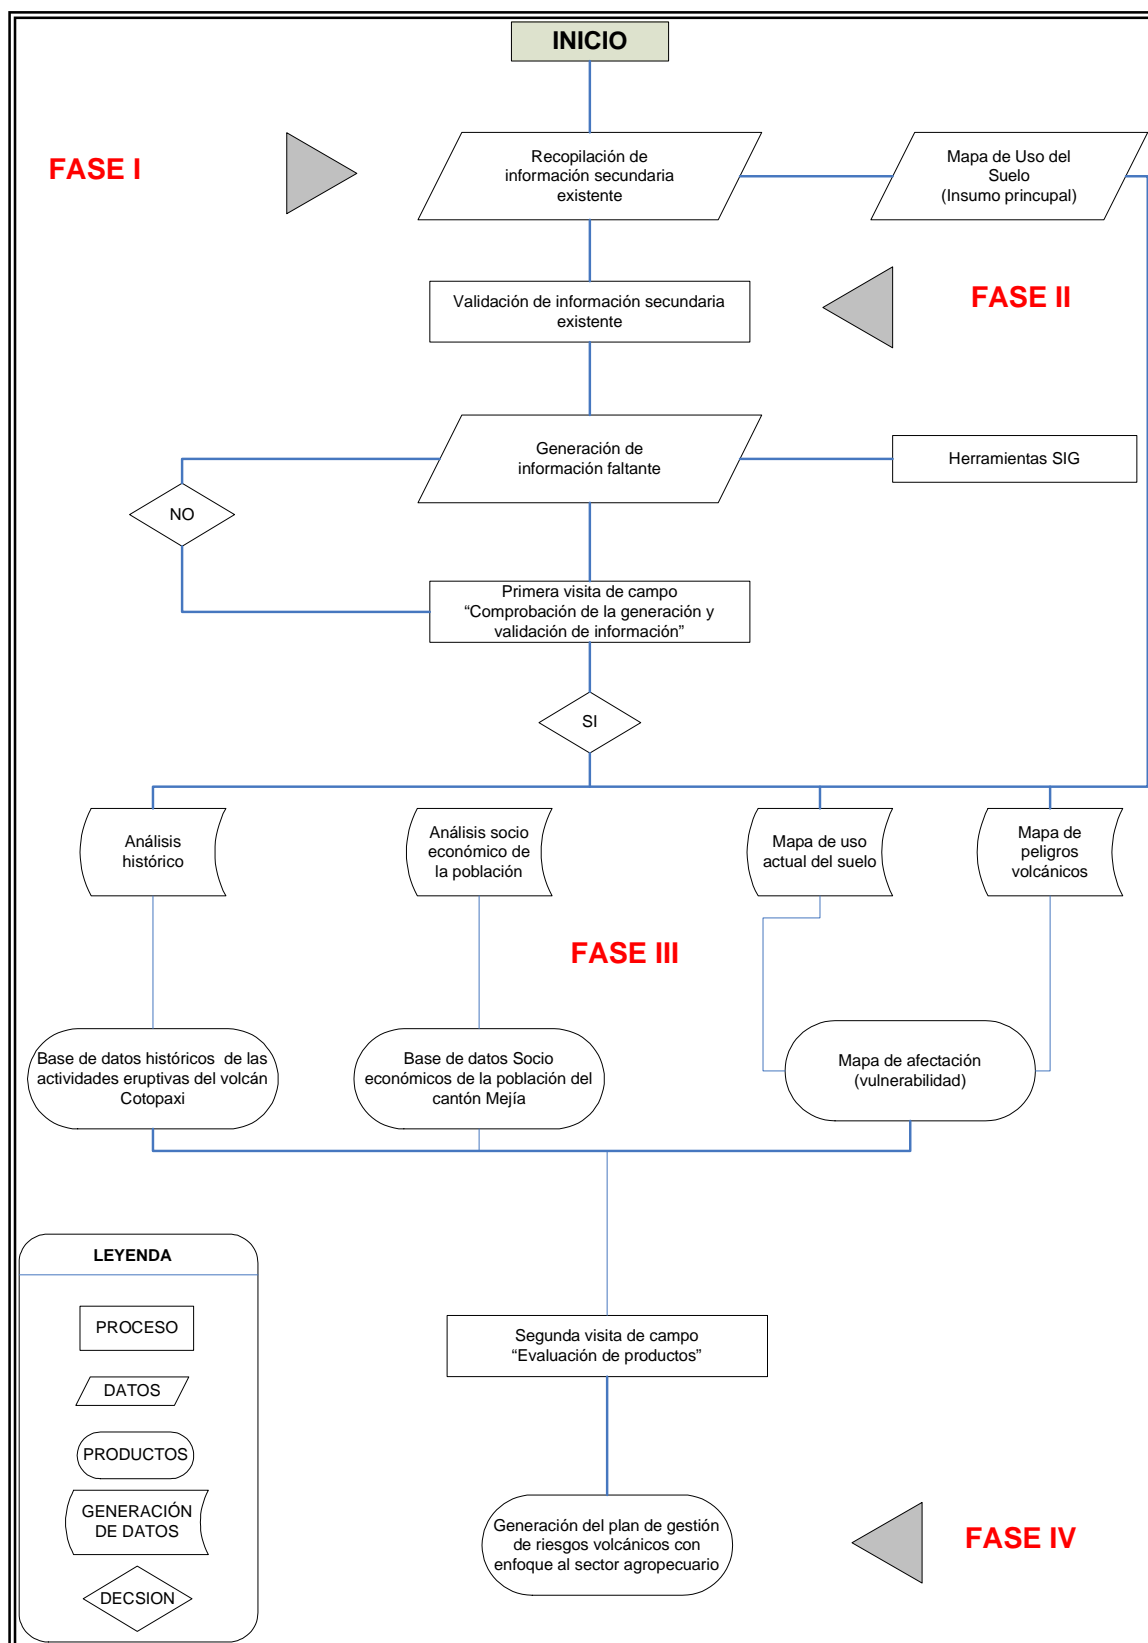 INICIO
FASE I
Recopilación de
información secundaria
existente
Mapa de Uso del
Suelo
(Insumo princupal)
Validación de información secundaria
existente
FASE II
Generación de
información faltante
Herramientas SIG
NO
Primera visita de campo
“Comprobación de la generación y
validación de información”
SI
Análisis
histórico
Análisis socio
económico de
la población
Mapa de uso
actual del suelo
Mapa de
peligros
volcánicos
FASE III
Base de datos históricos de las
actividades eruptivas del volcán
Cotopaxi
Base de datos Socio
económicos de la población del
cantón Mejía
Mapa de afectación
(vulnerabilidad)
LEYENDA
PROCESO
DATOS
PRODUCTOS
GENERACIÓN
DE DATOS
DECSION
Segunda visita de campo
“Evaluación de productos”
Generación del plan de gestión
de riesgos volcánicos con
enfoque al sector agropecuario
FASE IV